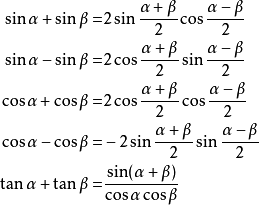 sin α + sin β = 2 sin (α + β)/2 cos (α − β)/2
sin α − sin β = 2 cos (α + β)/2 sin (α − β)/2
cos α + cos β = 2 cos (α + β)/2 cos (α − β)/2
cos α − cos β = − 2 sin (α + β)/2 sin (α − β)/2
tan α + tan β = sin(α + β)/(cos α cos β)